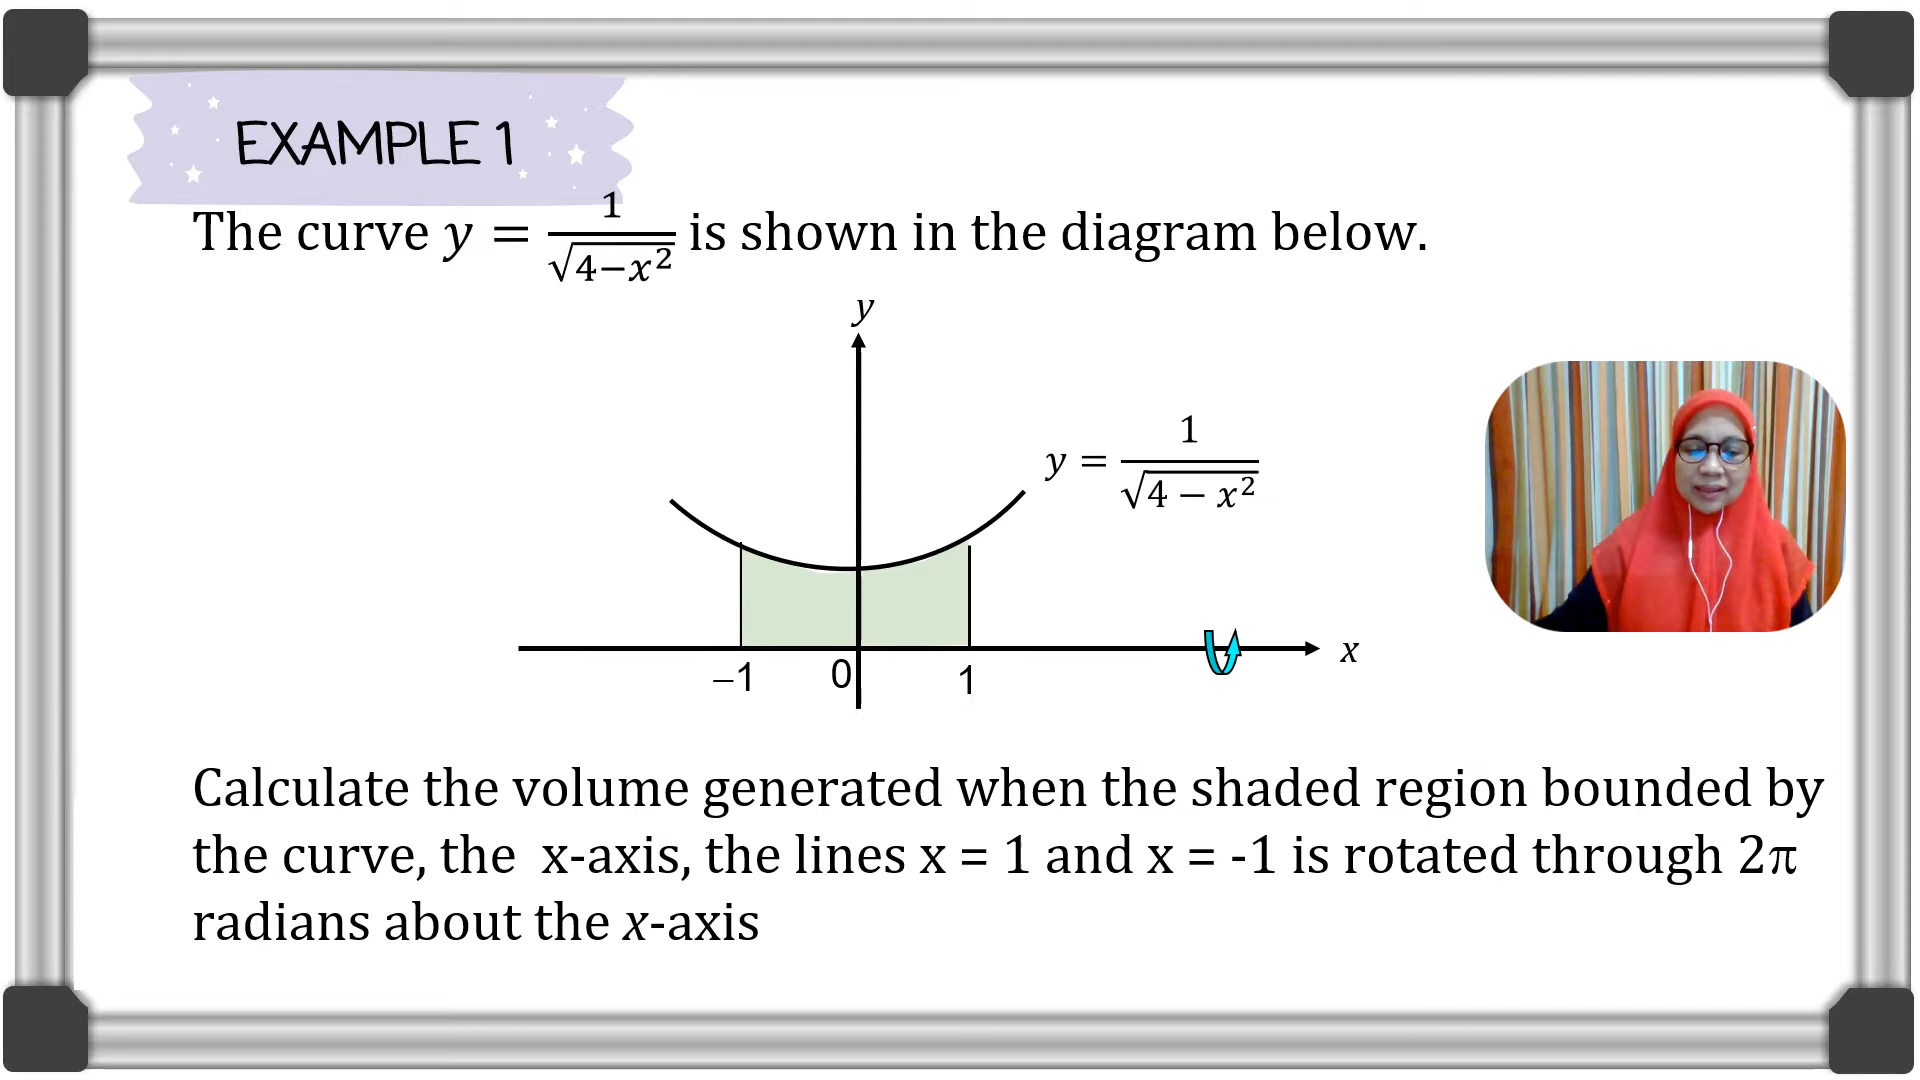 EXAMPLE 1
The curve y = 1/√(4−x²) is shown in the diagram below.
y
y = 1/√(4 − x²)
x
−1 0 1
Calculate the volume generated when the shaded region bounded by
the curve, the x-axis, the lines x = 1 and x = -1 is rotated through 2π
radians about the x-axis